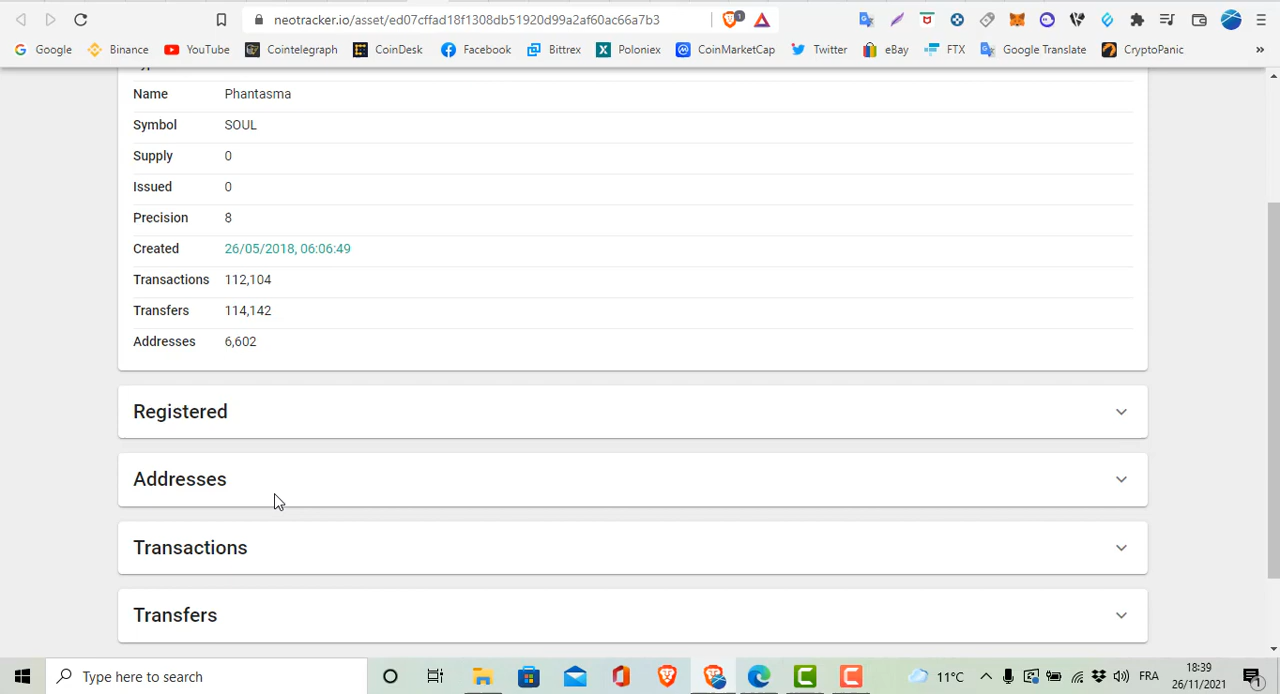 neotracker.io/asset/ed07cffad18f1308db51920d99a2af60ac66a7b3
1
Google Binance YouTube Cointelegraph CoinDesk Facebook Bittrex Poloniex CoinMarketCap Twitter eBay FTX Google Translate CryptoPanic »
Name Phantasma
Symbol SOUL
Supply 0
Issued 0
Precision 8
Created 26/05/2018, 06:06:49
Transactions 112,104
Transfers 114,142
Addresses 6,602
Registered
Addresses
Transactions
Transfers
Type here to search 11°C FRA 18:39
26/11/2021 1